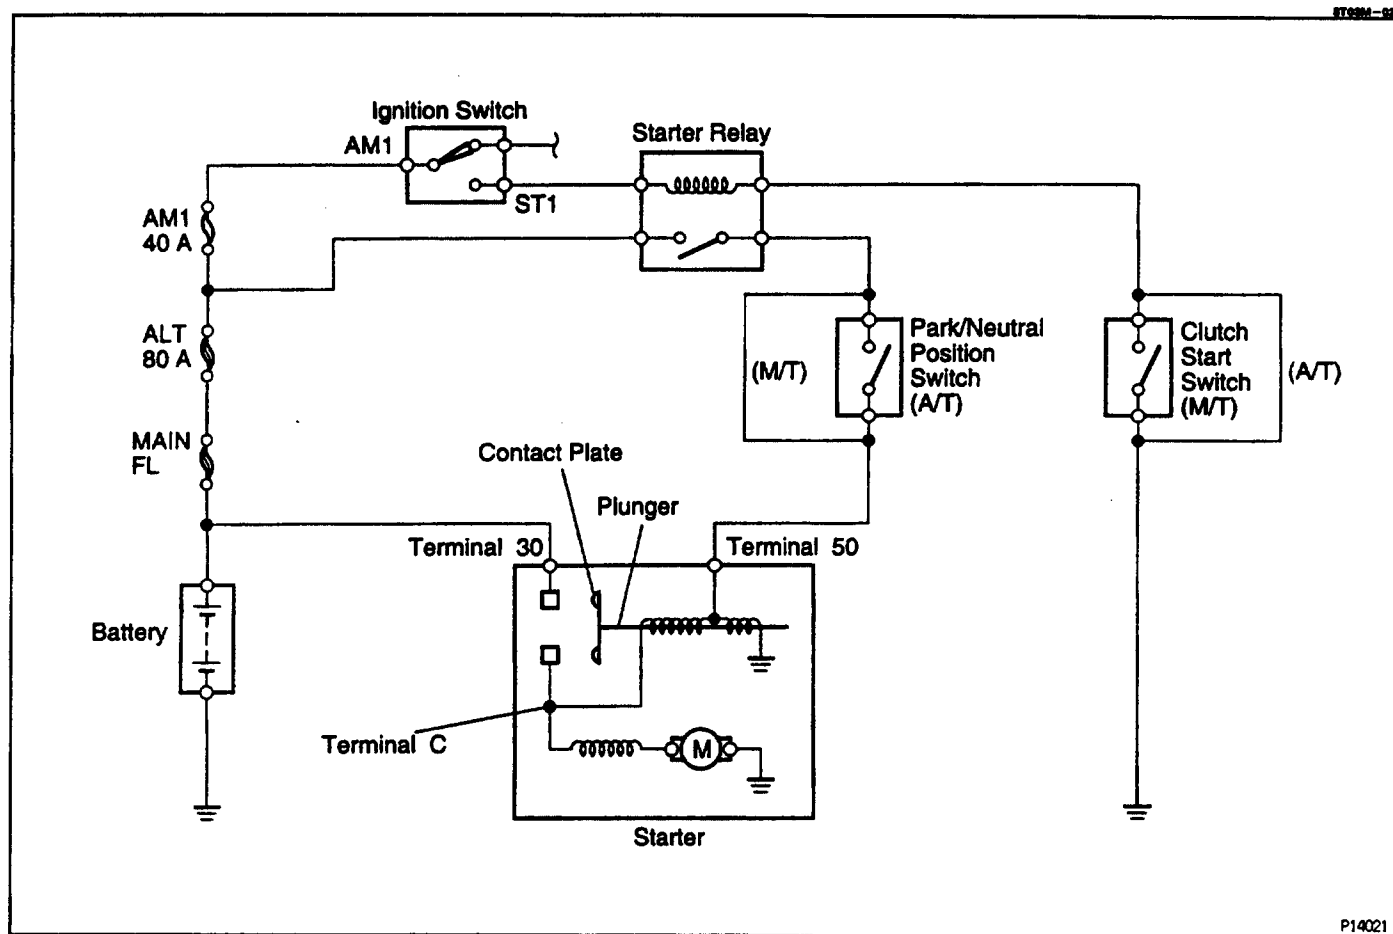 Ignition Switch
AM1
Starter Relay
ST1
AM1
40 A
ALT
80 A
Park/Neutral
Position
Switch
(A/T)
(M/T)
Clutch
Start
Switch
(M/T)
(A/T)
MAIN
FL
Contact Plate
Plunger
Terminal 30
Terminal 50
Battery
Terminal C
M
Starter
P14021